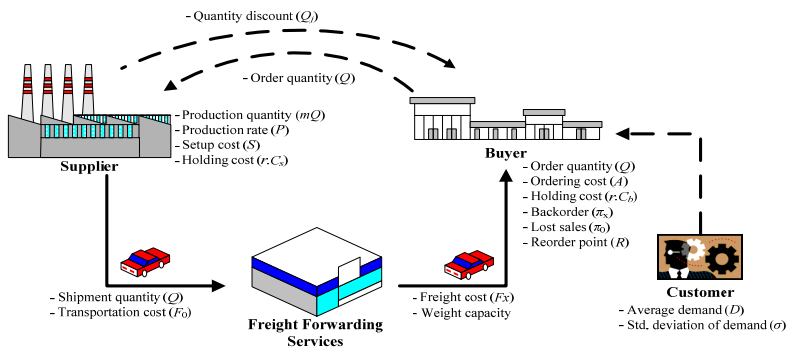 - Quantity discount (Qj)
- Order quantity (Q)
- Production quantity (mQ)
- Production rate (P)
- Setup cost (S)
- Holding cost (r.Cs)
Supplier
Buyer
- Order quantity (Q)
- Ordering cost (A)
- Holding cost (r.Cb)
- Backorder (πx)
- Lost sales (π0)
- Reorder point (R)
- Shipment quantity (Q)
- Transportation cost (F0)
Freight Forwarding
Services
- Freight cost (Fx)
- Weight capacity
Customer
- Average demand (D)
- Std. deviation of demand (σ)